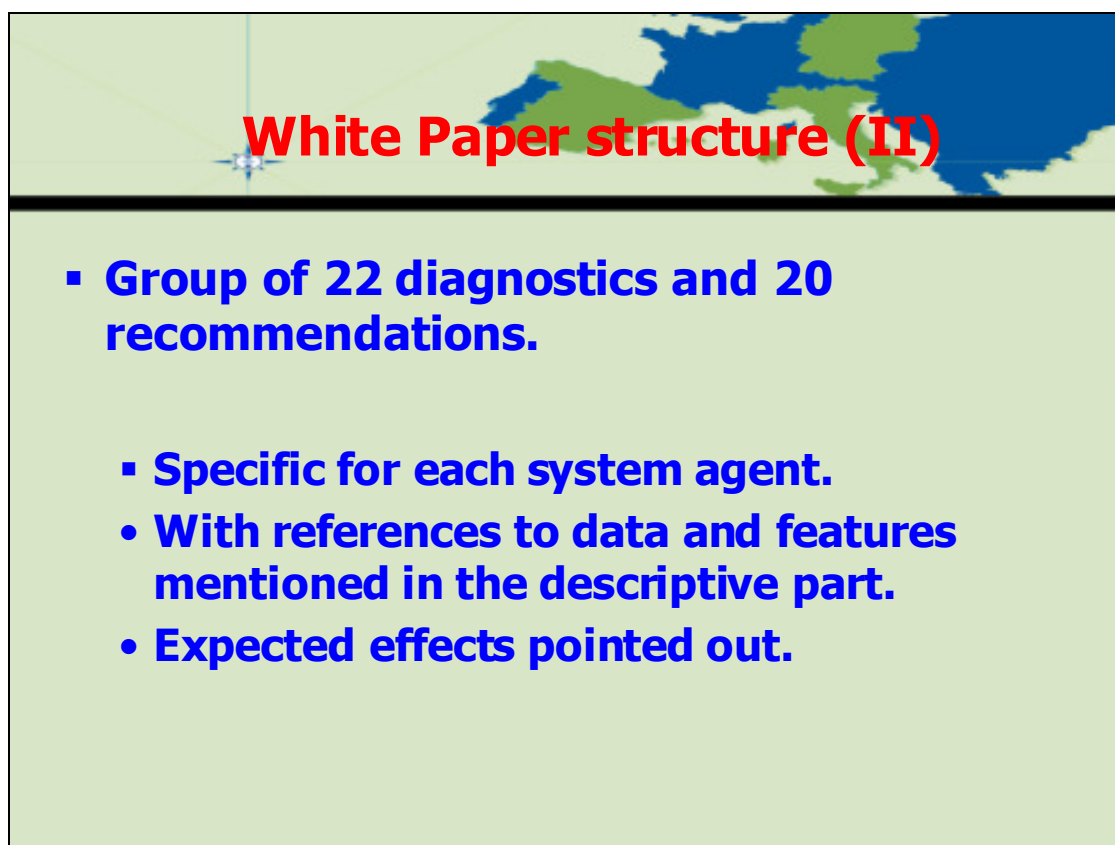 White Paper structure (II)
▪ Group of 22 diagnostics and 20
recommendations.
▪ Specific for each system agent.
• With references to data and features
mentioned in the descriptive part.
• Expected effects pointed out.